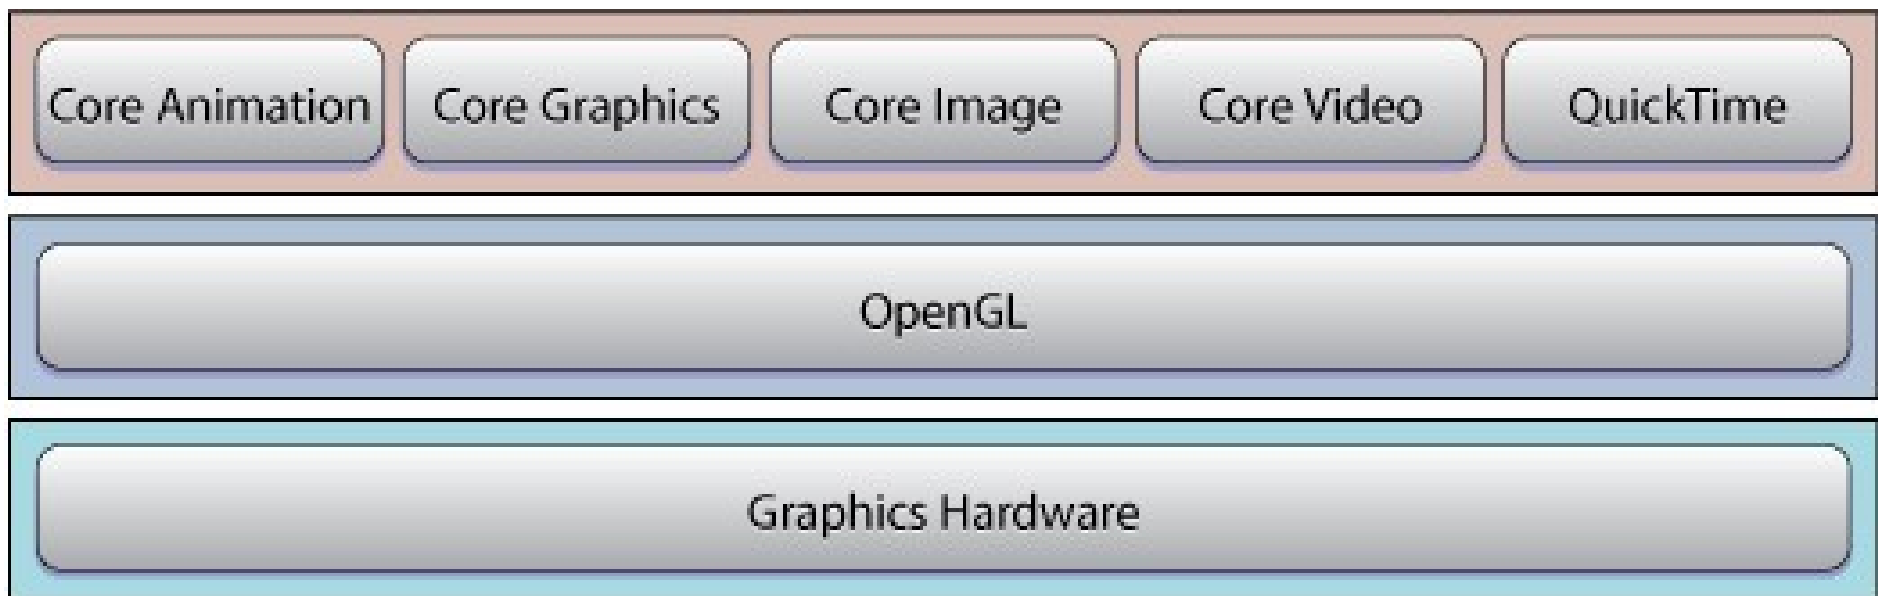 Core Animation
Core Graphics
Core Image
Core Video
QuickTime
OpenGL
Graphics Hardware